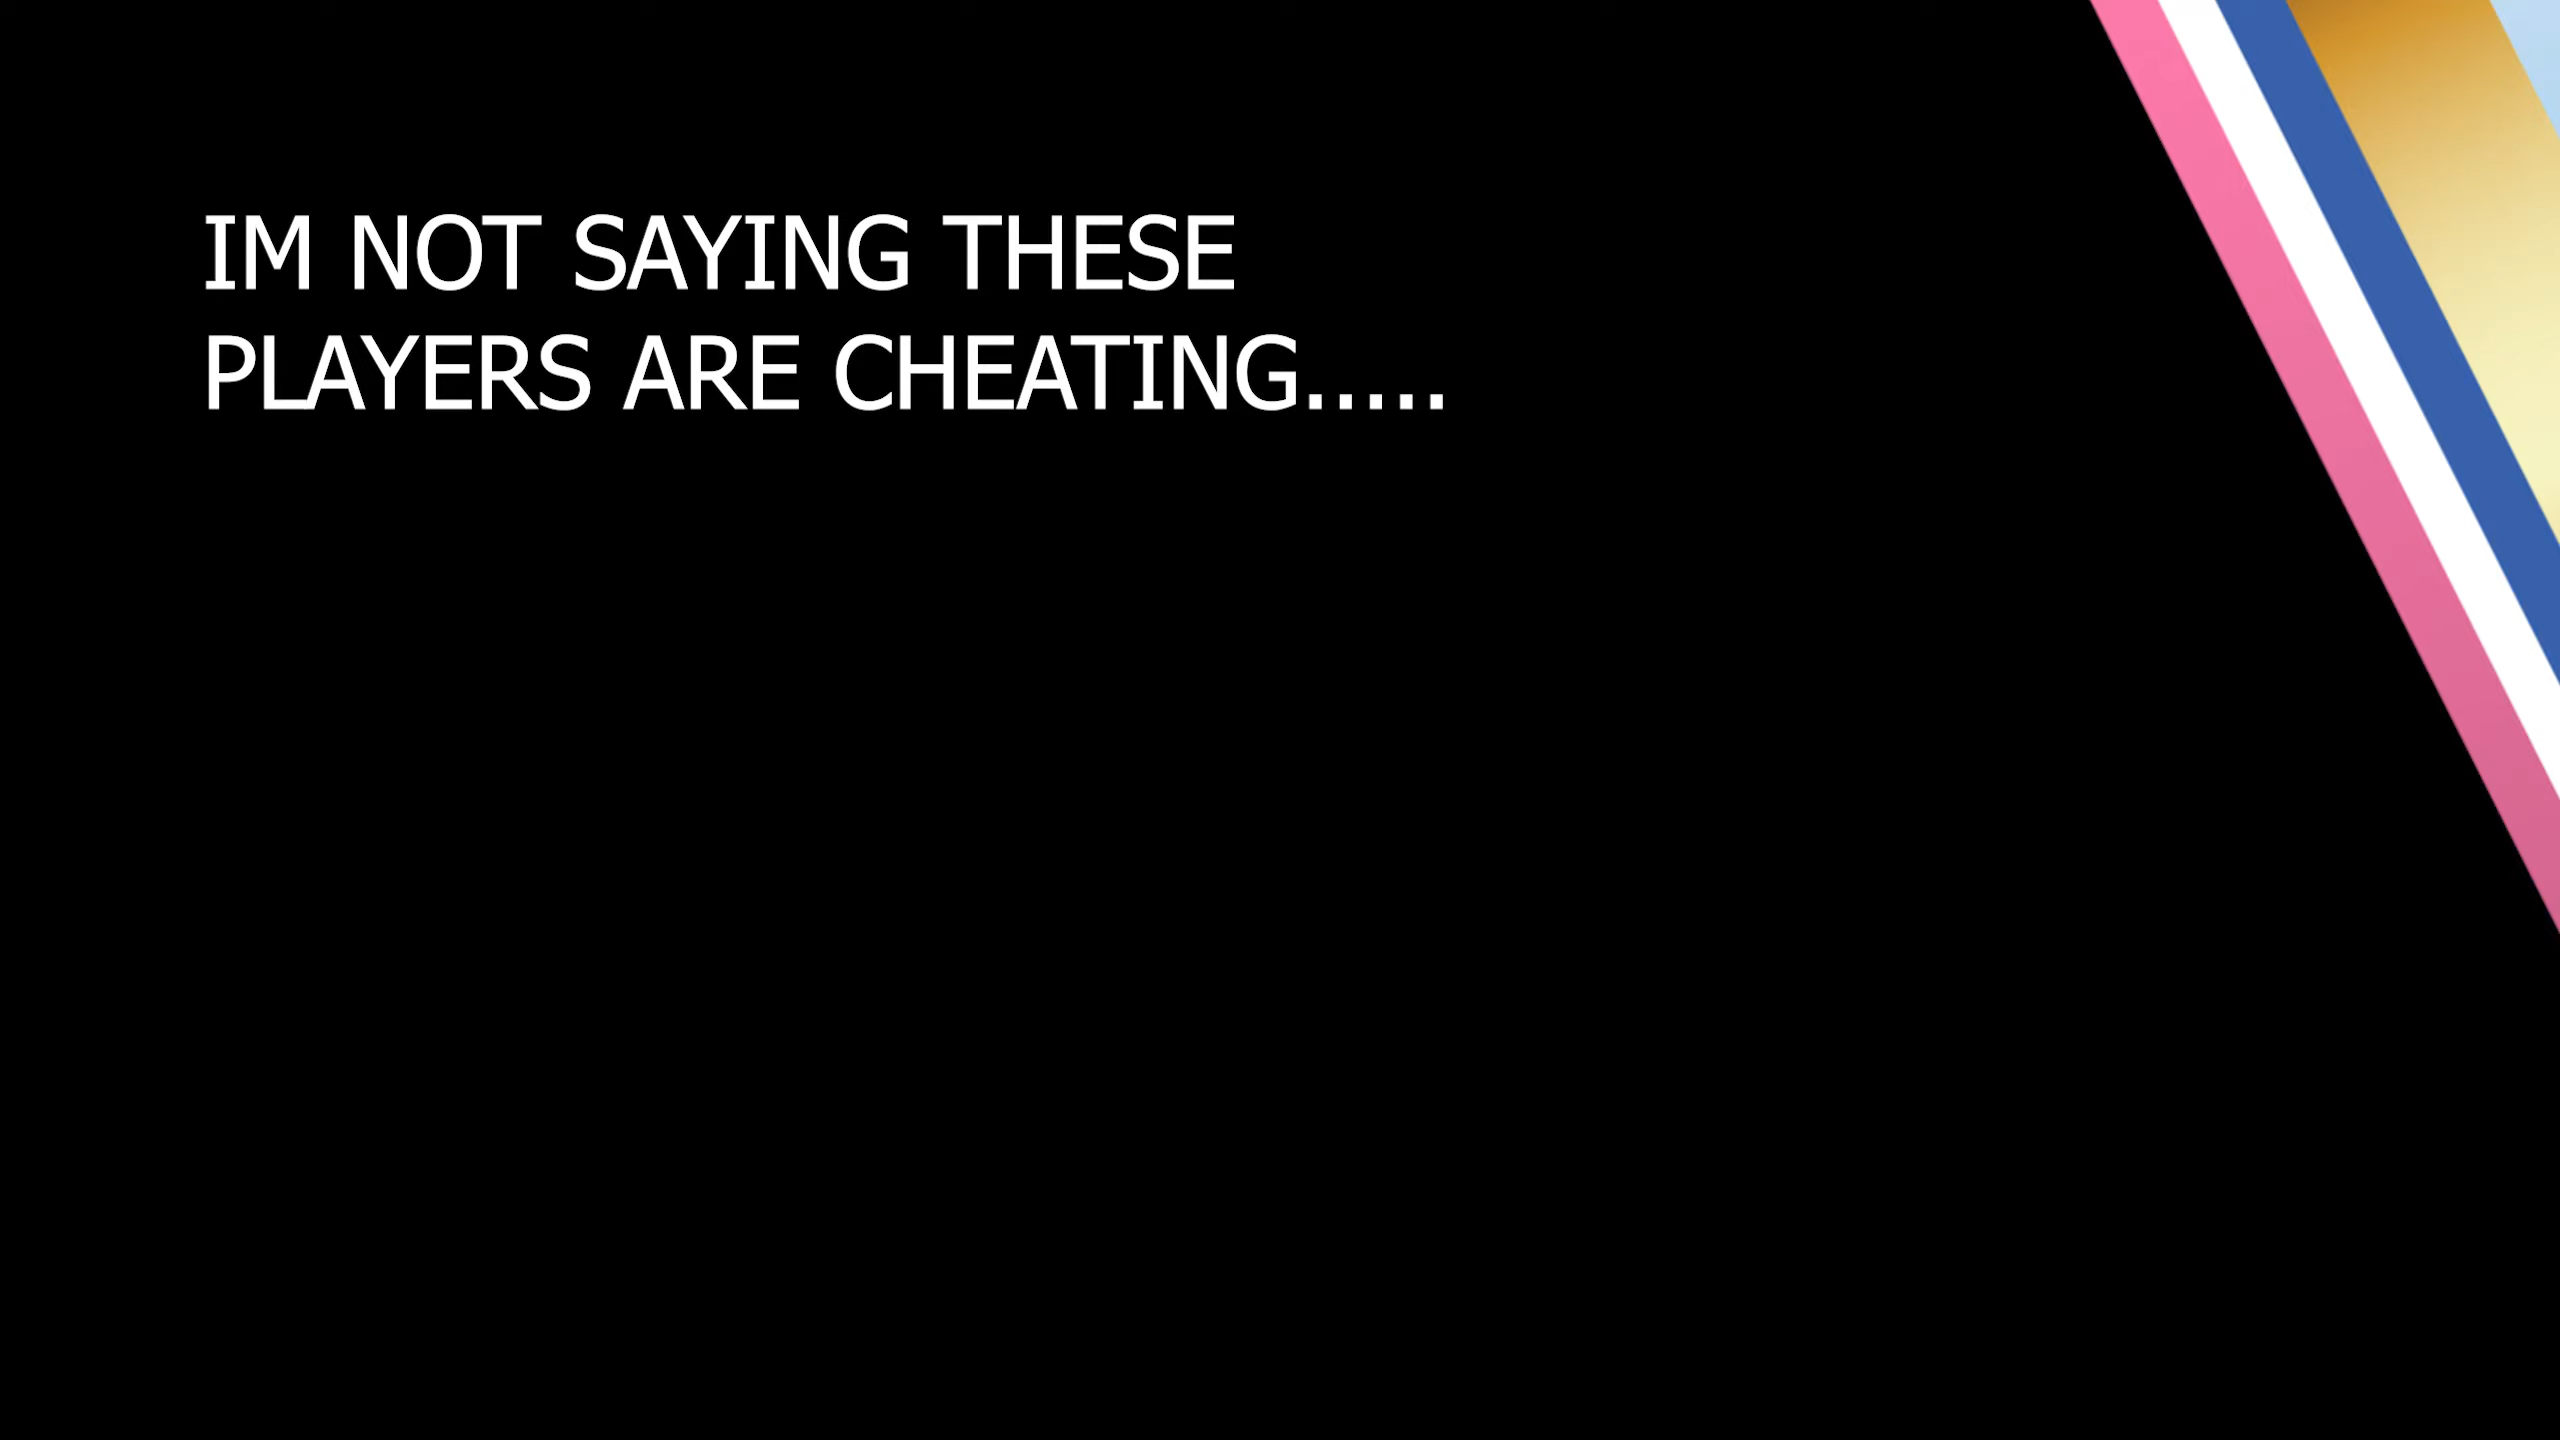 IM NOT SAYING THESE
PLAYERS ARE CHEATING.....